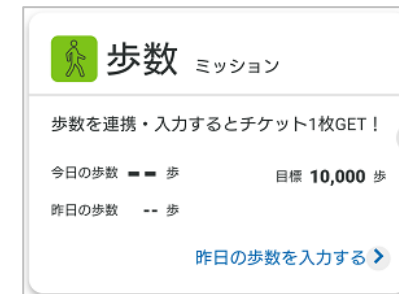 歩数 ミッション
歩数を連携・入力するとチケット1枚GET！
今日の歩数 -- 歩 目標 10,000 歩
昨日の歩数 -- 歩
昨日の歩数を入力する